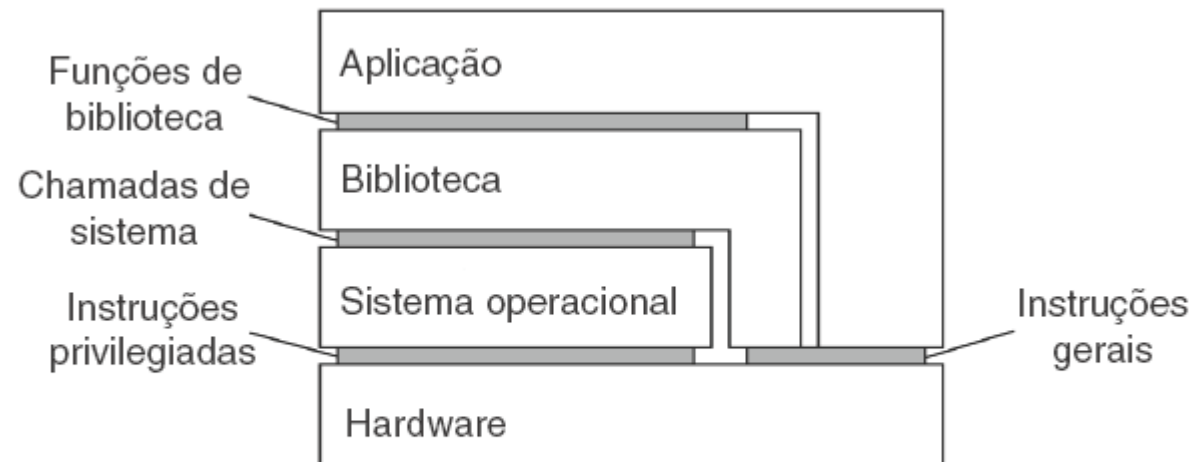 Aplicação
Funções de
biblioteca
Biblioteca
Chamadas de
sistema
Sistema operacional
Instruções
privilegiadas
Instruções
gerais
Hardware